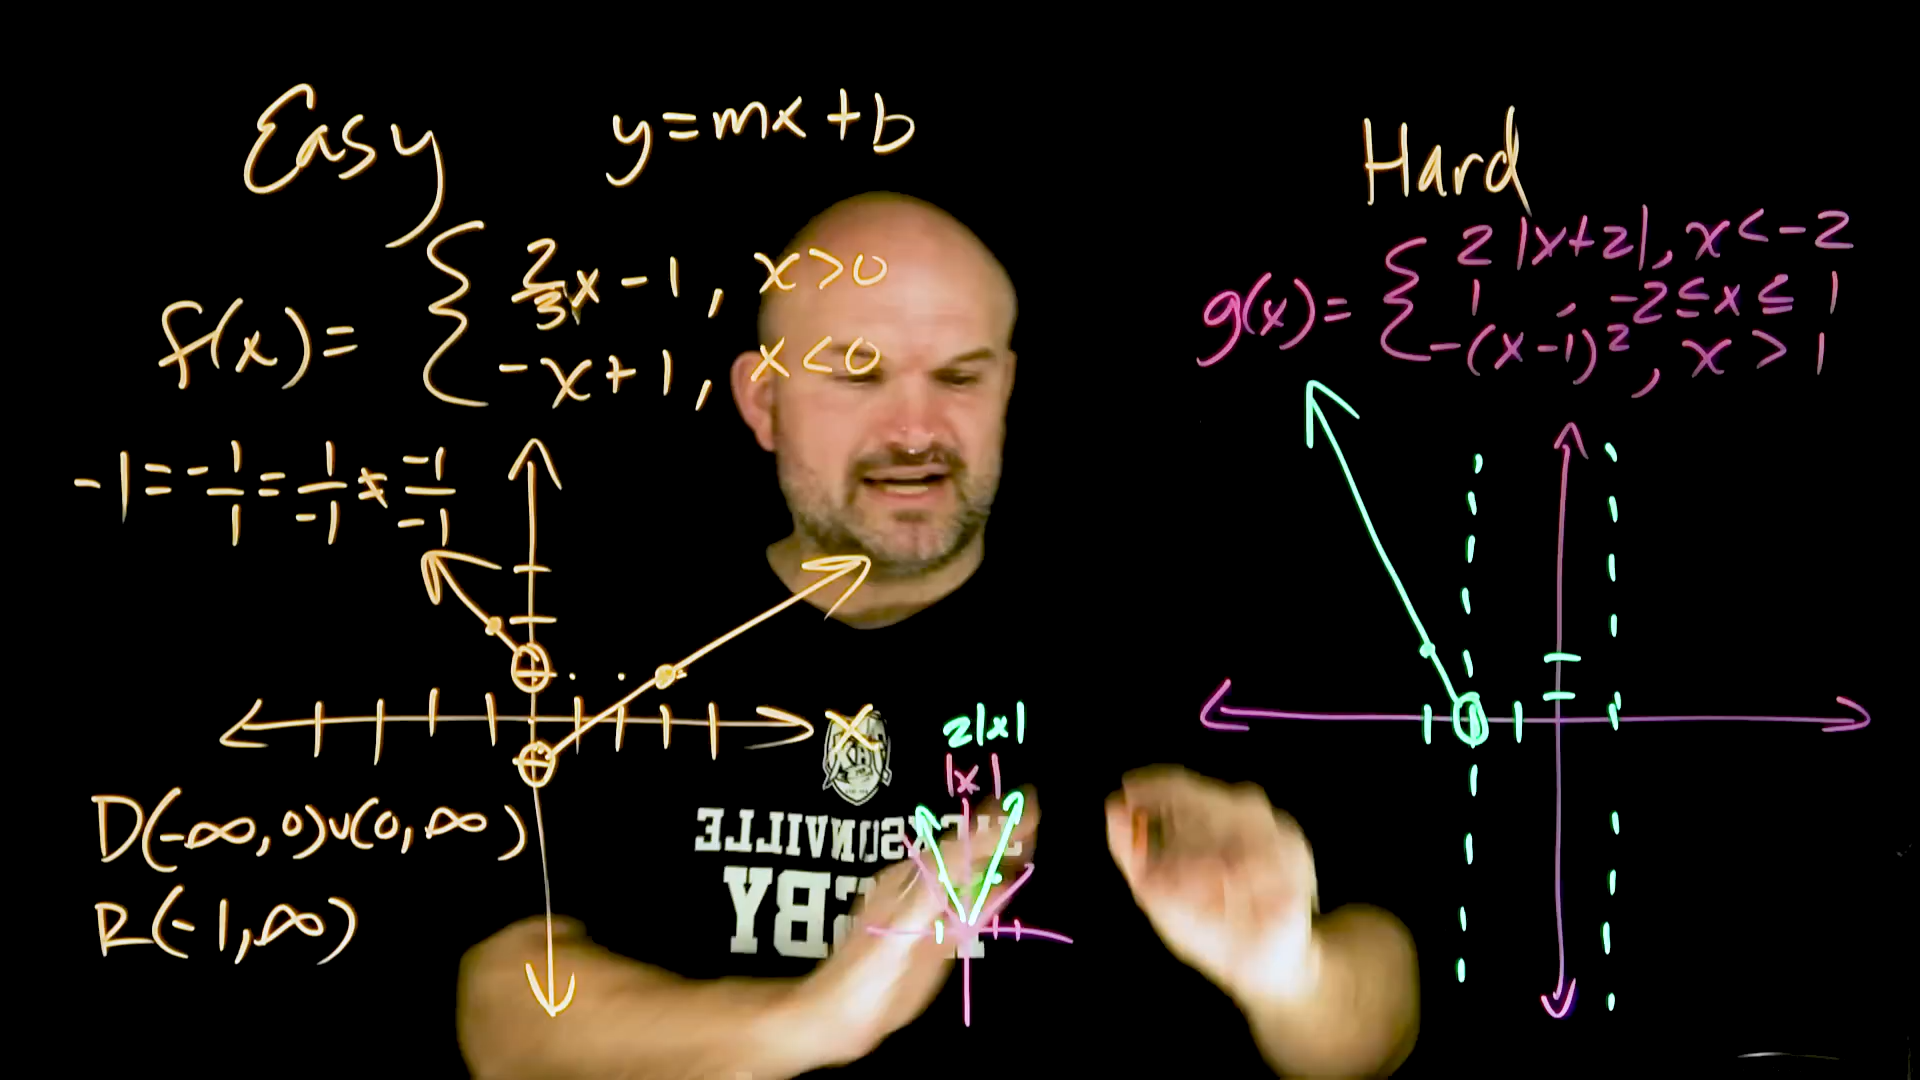 Easy
y=mx+b
f(x)= { 2/3x-1, x>0
-x+1, x<0
-1=-1/1=1/-1*-1/-1
D(-∞,0)∪(0,∞)
R(-1,∞)
x
2|x|
|x|
JACKSONVILLE
Hard
g(x)= { 2|x+2|, x<-2
1, -2≤x≤1
-(x-1)², x>1